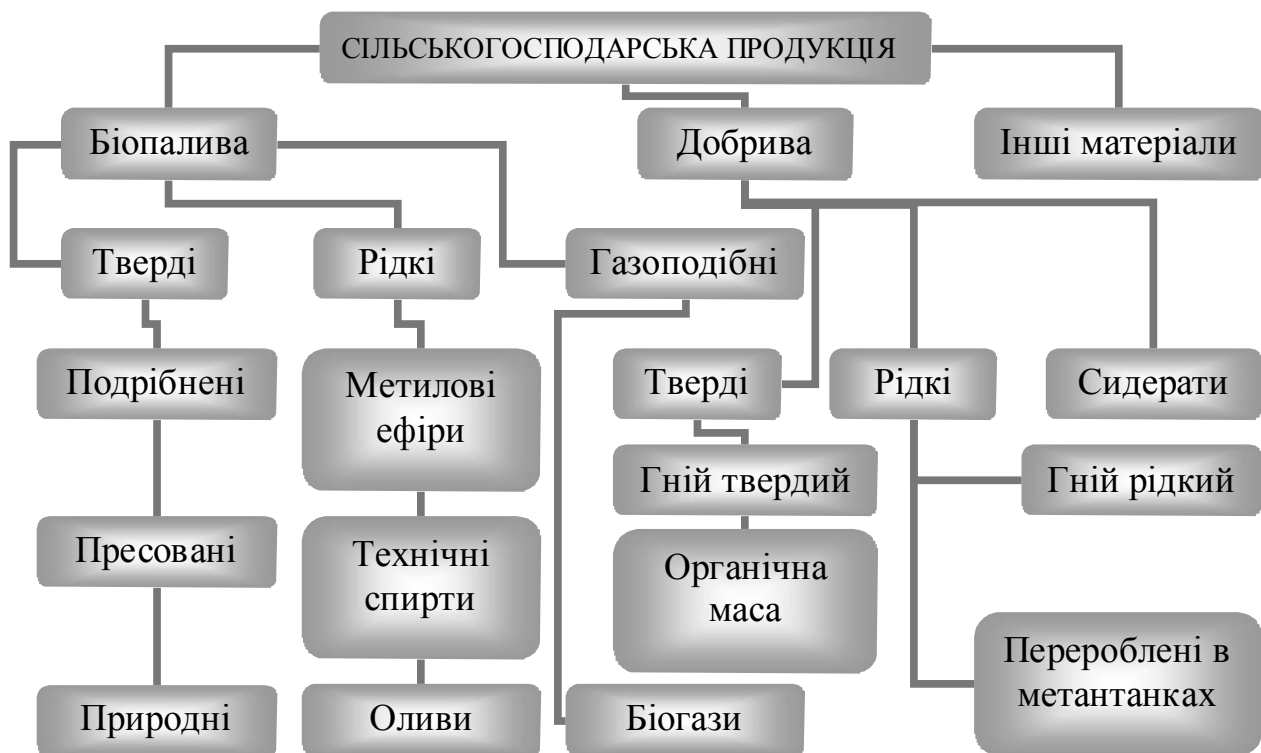 СІЛЬСЬКОГОСПОДАРСЬКА ПРОДУКЦІЯ
Біопалива
Добрива
Інші матеріали
Тверді
Рідкі
Газоподібні
Подрібнені
Метилові
ефіри
Тверді
Рідкі
Сидерати
Гній твердий
Гній рідкий
Пресовані
Технічні
спирти
Органічна
маса
Перероблені в
метантанках
Природні
Оливи
Біогази